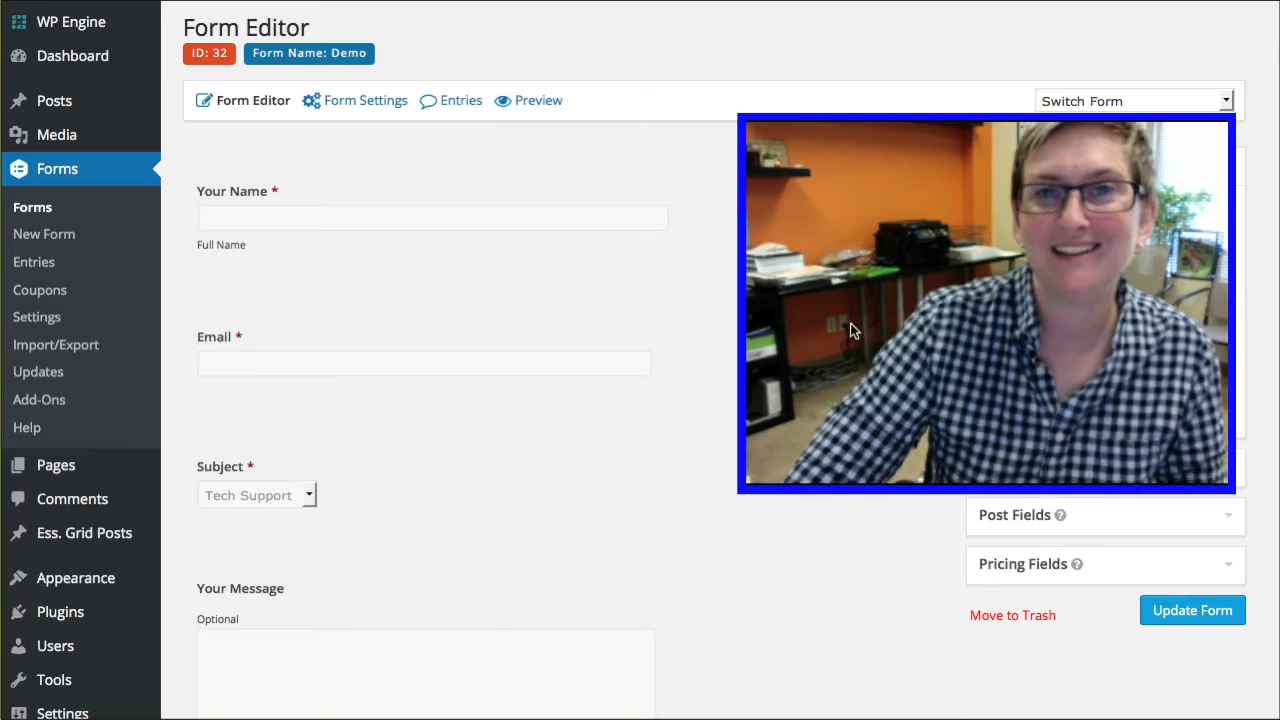 WP Engine
Dashboard
Posts
Media
Forms
Forms
New Form
Entries
Coupons
Settings
Import/Export
Updates
Add-Ons
Help
Pages
Comments
Ess. Grid Posts
Appearance
Plugins
Users
Tools
Settings
Form Editor
ID: 32 Form Name: Demo
Form Editor Form Settings Entries Preview Switch Form
Your Name *
Full Name
Email *
Subject *
Tech Support
Your Message
Optional
Post Fields ?
Pricing Fields ?
Move to Trash Update Form